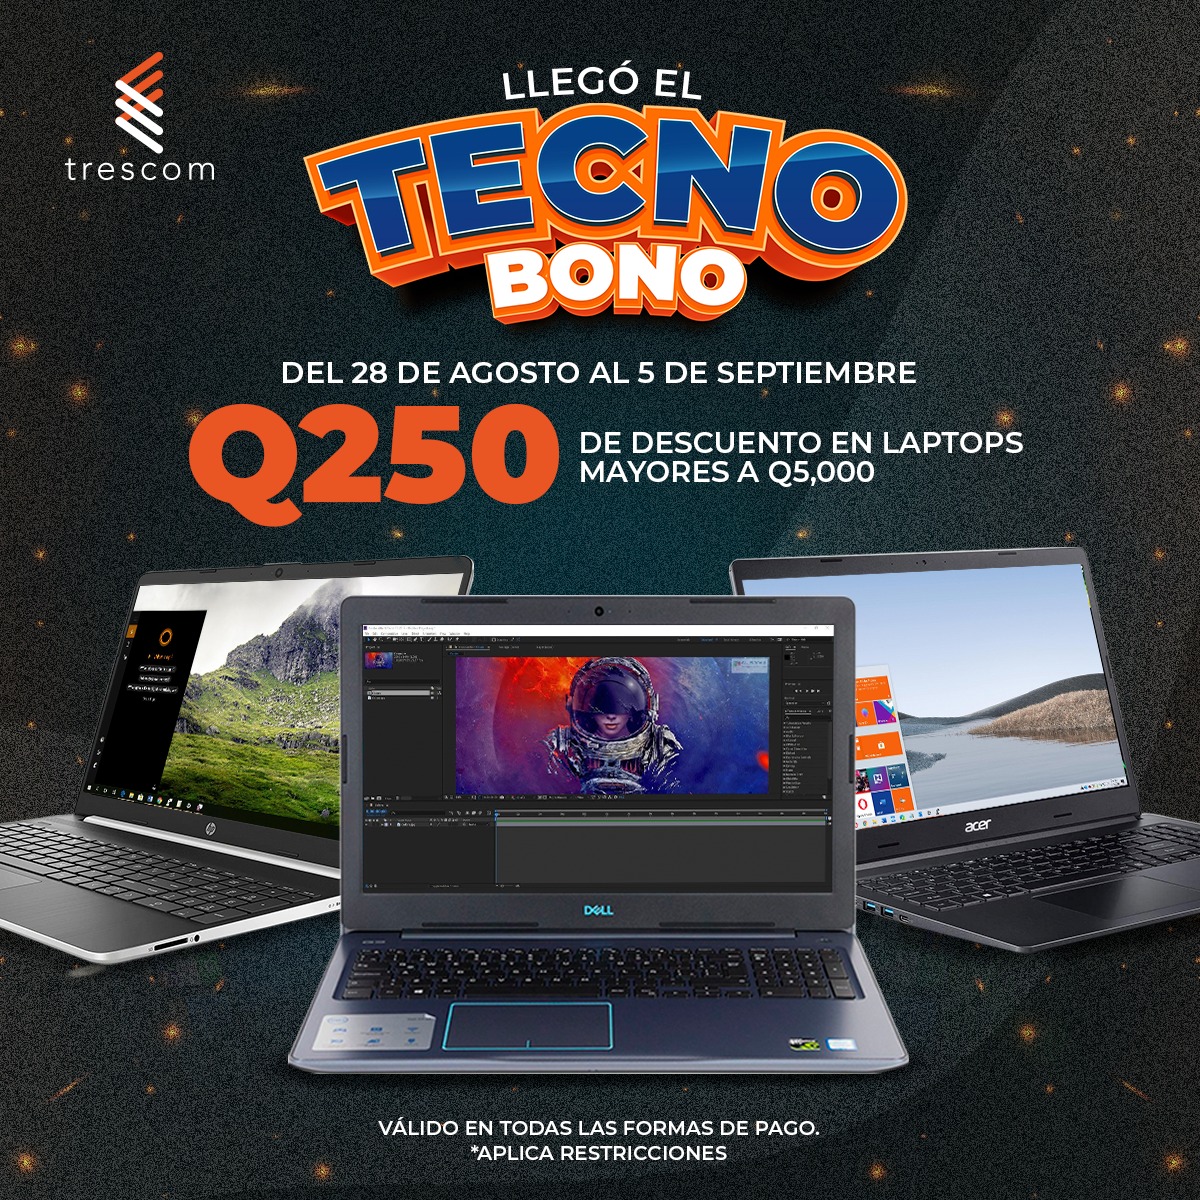 trescom
LLEGÓ EL
TECNO
BONO
DEL 28 DE AGOSTO AL 5 DE SEPTIEMBRE
Q250
DE DESCUENTO EN LAPTOPS
MAYORES A Q5,000
hp
DELL
acer
VÁLIDO EN TODAS LAS FORMAS DE PAGO.
*APLICA RESTRICCIONES